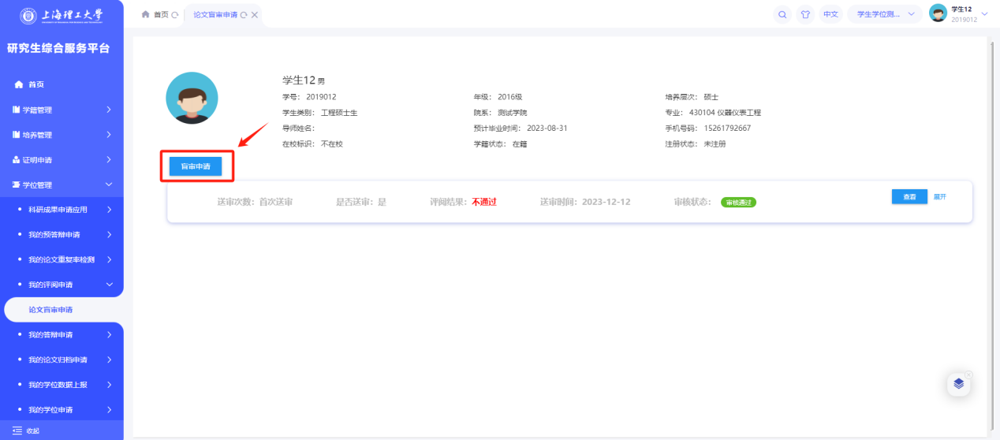 上海理工大學
首页
论文盲审申请
中文
学生学位测...
学生12
2019012
研究生综合服务平台
首页
学籍管理
培养管理
证明申请
学位管理
科研成果申请应用
我的预答辩申请
我的论文重复率检测
我的评阅申请
论文盲审申请
我的答辩申请
我的论文归档申请
我的学位数据上报
我的学位申请
收起
学生12 男
学号： 2019012 年级： 2016级 培养层次： 硕士
学生类别： 工程硕士生 院系： 测试学院 专业： 430104 仪器仪表工程
导师姓名： 预计毕业时间： 2023-08-31 手机号码： 15261792667
在校标识： 不在校 学籍状态： 在籍 注册状态： 未注册
盲审申请
送审次数：首次送审 是否送审：是 评阅结果：不通过 送审时间：2023-12-12 审核状态： 审核通过 查看 展开